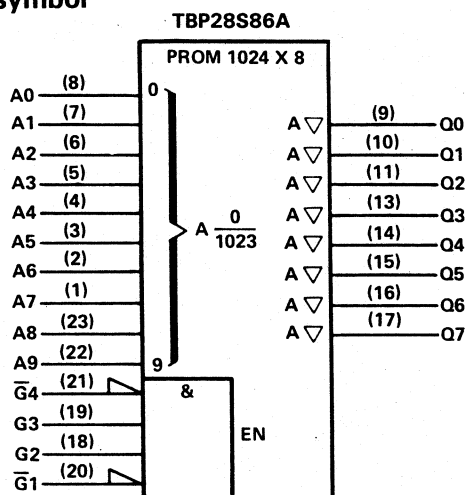 symbol
TBP28S86A
PROM 1024 X 8
A0 (8) 0
A1 (7) A ▽ (9) Q0
A2 (6) A ▽ (10) Q1
A3 (5) A ▽ (11) Q2
A4 (4) A ▽ (13) Q3
A 0/1023
A5 (3) A ▽ (14) Q4
A6 (2) A ▽ (15) Q5
A7 (1) A ▽ (16) Q6
A8 (23) A ▽ (17) Q7
A9 (22) 9
G̅4 (21) &
G3 (19) EN
G2 (18)
G̅1 (20)